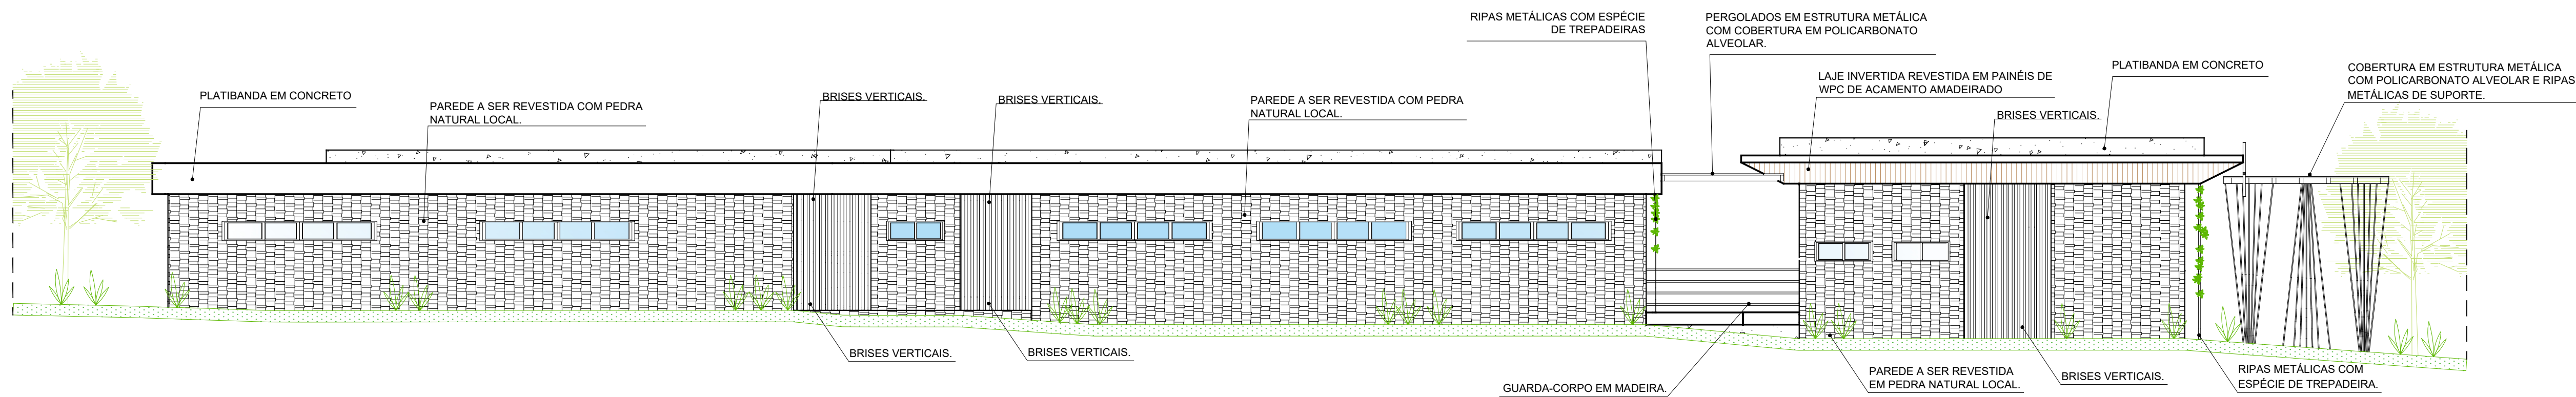 RIPAS METÁLICAS COM ESPÉCIE
DE TREPADEIRAS
PERGOLADOS EM ESTRUTURA METÁLICA
COM COBERTURA EM POLICARBONATO
ALVEOLAR.
PLATIBANDA EM CONCRETO
COBERTURA EM ESTRUTURA METÁLICA
COM POLICARBONATO ALVEOLAR E RIPAS
METÁLICAS DE SUPORTE.
LAJE INVERTIDA REVESTIDA EM PAINÉIS DE
WPC DE ACAMENTO AMADEIRADO
PLATIBANDA EM CONCRETO
PAREDE A SER REVESTIDA COM PEDRA
NATURAL LOCAL.
BRISES VERTICAIS.
BRISES VERTICAIS.
PAREDE A SER REVESTIDA COM PEDRA
NATURAL LOCAL.
BRISES VERTICAIS.
BRISES VERTICAIS.
BRISES VERTICAIS.
GUARDA-CORPO EM MADEIRA.
PAREDE A SER REVESTIDA
EM PEDRA NATURAL LOCAL.
BRISES VERTICAIS.
RIPAS METÁLICAS COM
ESPÉCIE DE TREPADEIRA.